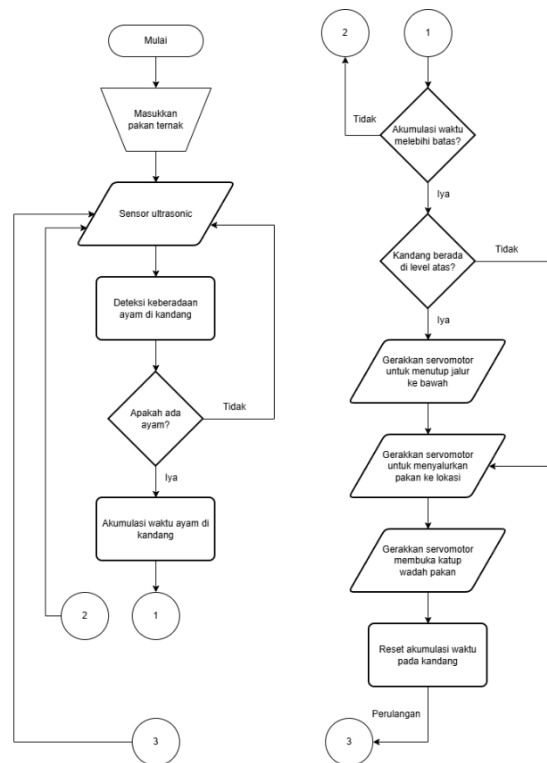 Mulai
Masukkan
pakan ternak
Sensor ultrasonic
Deteksi keberadaan
ayam di kandang
Apakah ada
ayam?
Tidak
Iya
Akumulasi waktu ayam di
kandang
2
1
3
2
1
Tidak
Akumulasi waktu
melebihi batas?
Iya
Kandang berada
di level atas?
Tidak
Iya
Gerakkan servomotor
untuk menutup jalur
ke bawah
Gerakkan servomotor
untuk menyalurkan
pakan ke lokasi
Gerakkan servomotor
membuka katup
wadah pakan
Reset akumulasi waktu
pada kandang
Perulangan
3